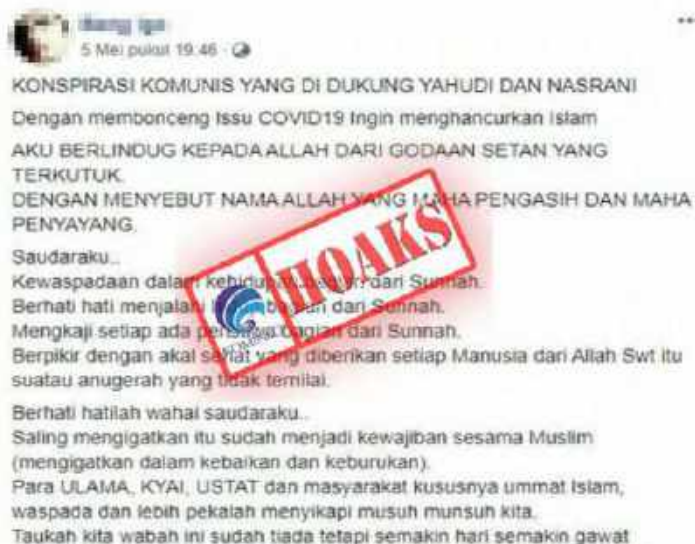 5 Mei pukul 19.46
KONSPIRASI KOMUNIS YANG DI DUKUNG YAHUDI DAN NASRANI
Dengan membonceng Issu COVID19 Ingin menghancurkan Islam
AKU BERLINDUG KEPADA ALLAH DARI GODAAN SETAN YANG
TERKUTUK.
DENGAN MENYEBUT NAMA ALLAH YANG MAHA PENGASIH DAN MAHA
PENYAYANG.
Saudaraku..
Kewaspadaan dalam kehidupan dari Sunnah.
Berhati hati menjalani bagian dari Sunnah.
Mengkaji setiap ada bagian dari Sunnah.
Berpikir dengan akal sehat yang diberikan setiap Manusia dari Allah Swt itu
suatau anugerah yang tidak ternilai.
Berhati hatilah wahai saudaraku..
Saling mengigatkan itu sudah menjadi kewajiban sesama Muslim
(mengigatkan dalam kebaikan dan keburukan).
Para ULAMA, KYAI, USTAT dan masyarakat kususnya ummat Islam,
waspada dan lebih pekalah menyikapi musuh munsuh kita.
Taukah kita wabah ini sudah tiada tetapi semakin hari semakin gawat
HOAKS
KOMINFO